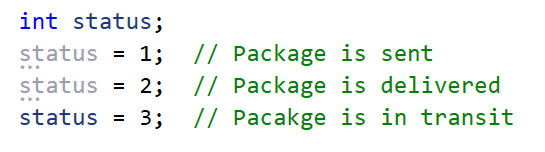 int status;
status = 1;  // Package is sent
status = 2;  // Package is delivered
status = 3;  // Pacakge is in transit